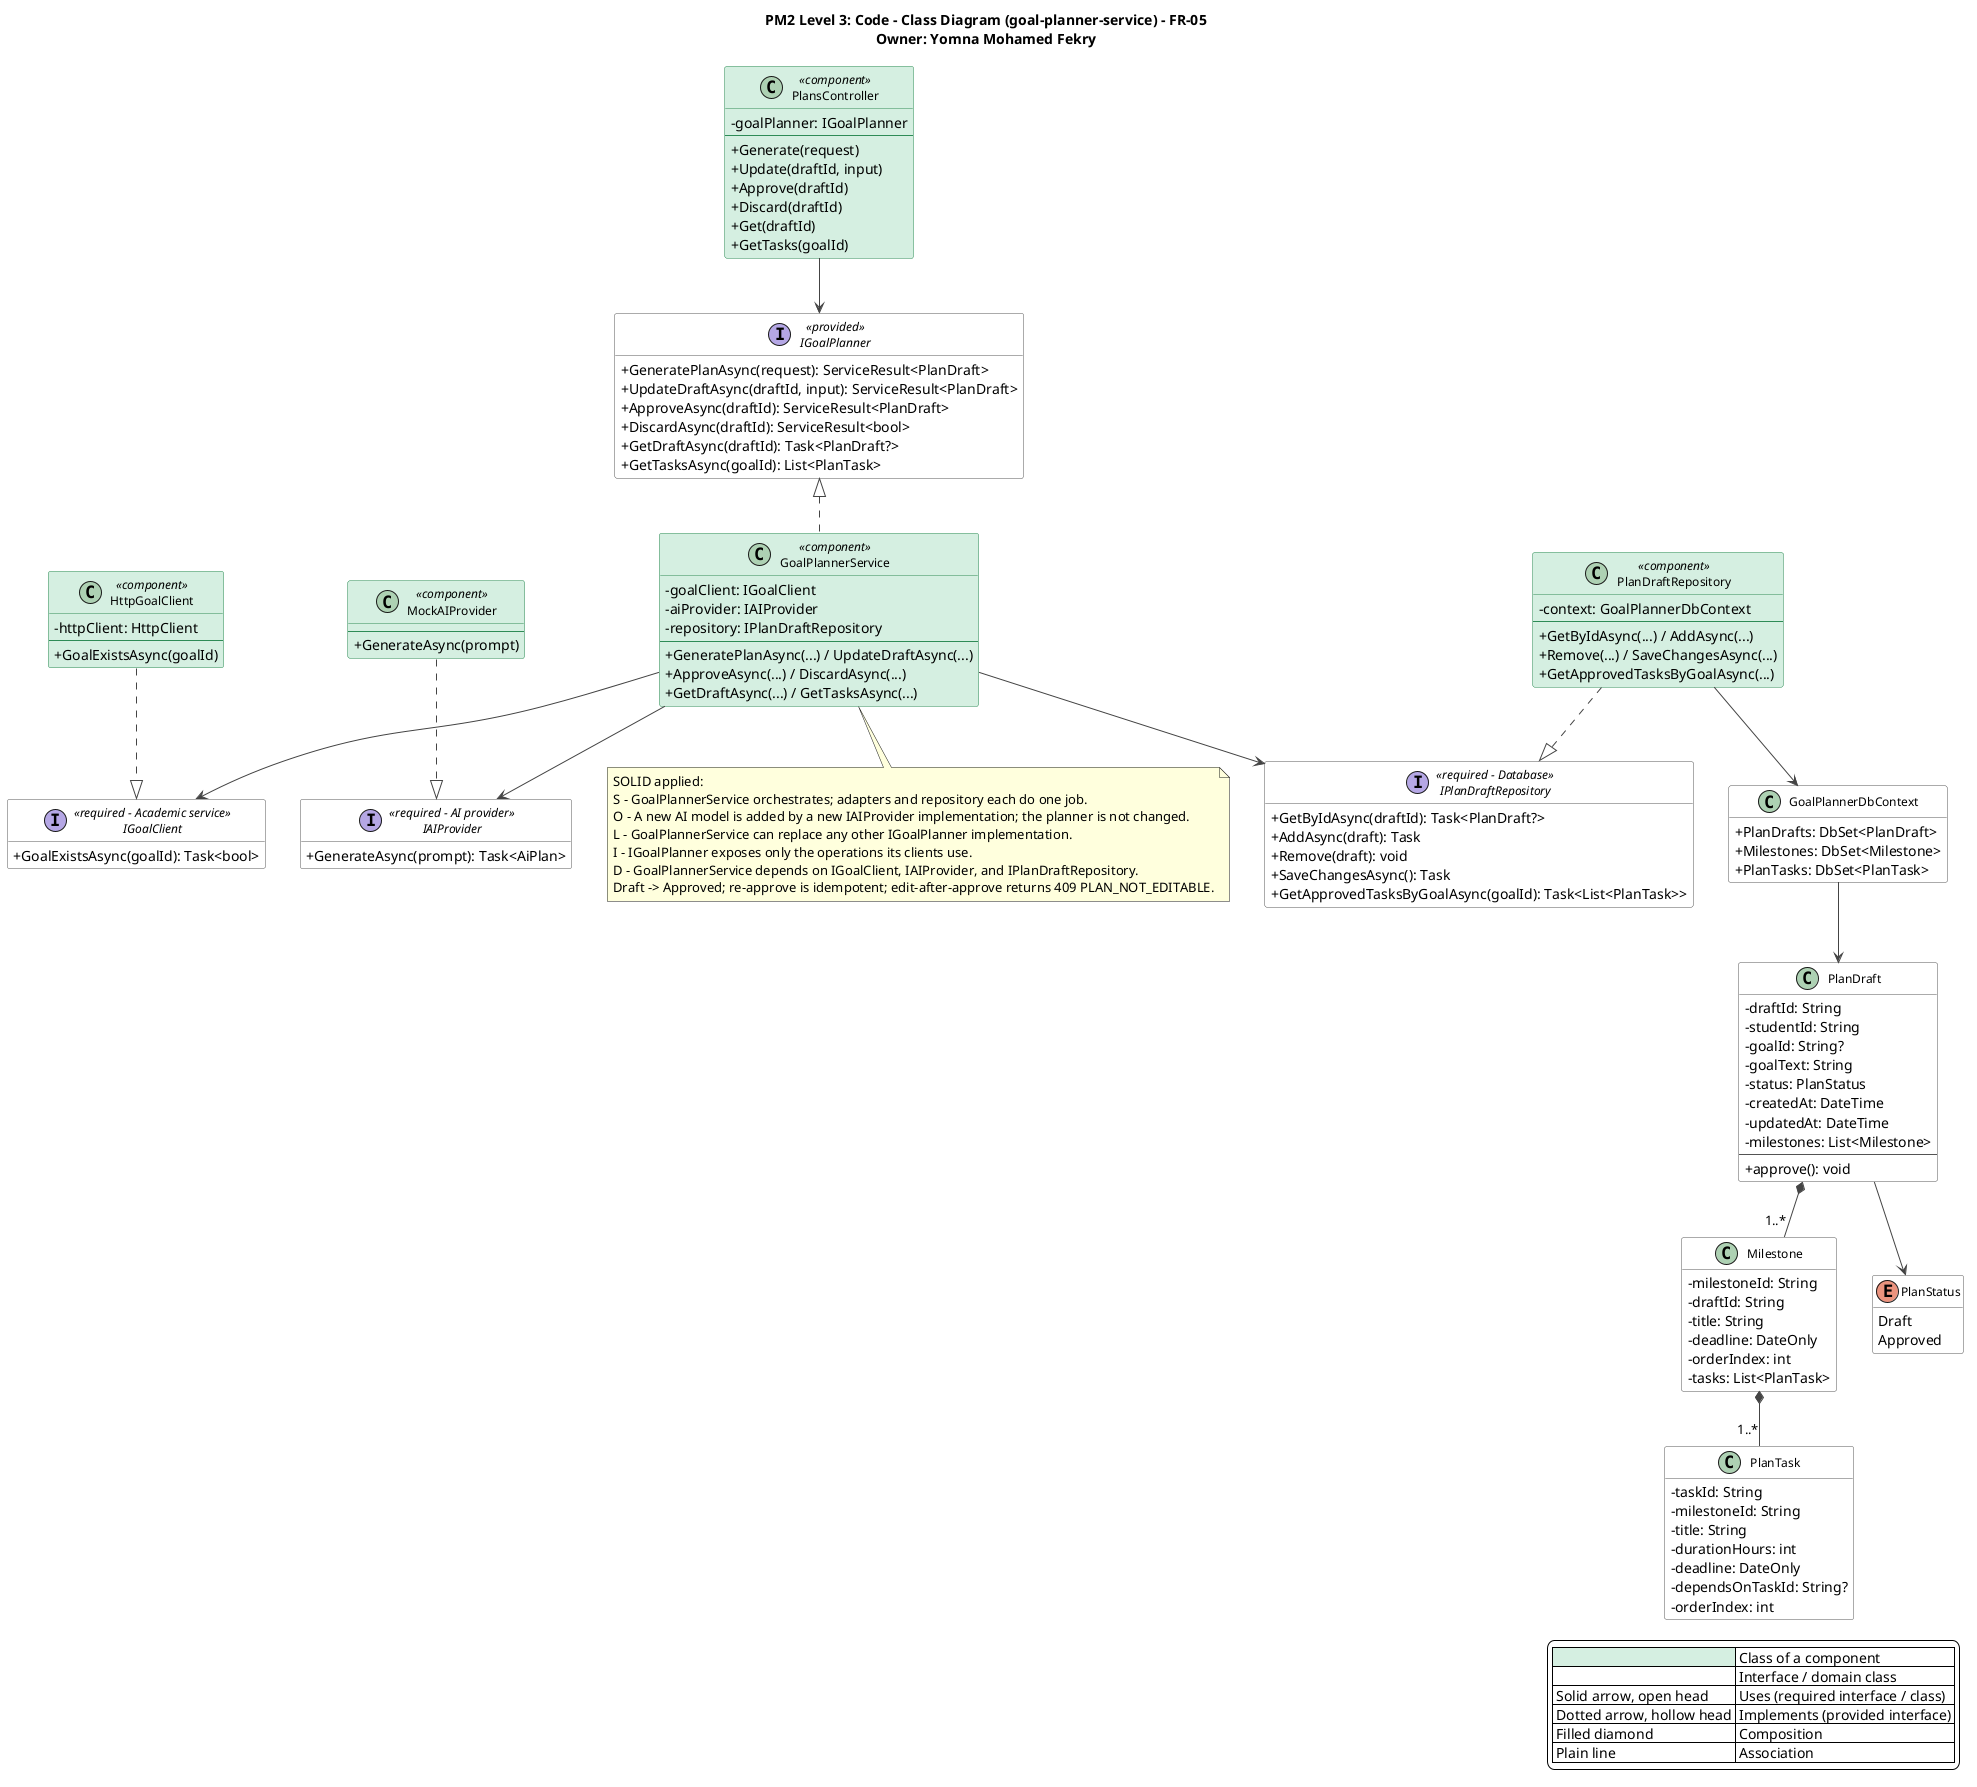 PM2 Level 3: Code - Class Diagram (goal-planner-service) - FR-05
Owner: Yomna Mohamed Fekry
C
«component»
PlansController
-goalPlanner: IGoalPlanner
+Generate(request)
+Update(draftId, input)
+Approve(draftId)
+Discard(draftId)
+Get(draftId)
+GetTasks(goalId)
I
«provided»
IGoalPlanner
+GeneratePlanAsync(request): ServiceResult<PlanDraft>
+UpdateDraftAsync(draftId, input): ServiceResult<PlanDraft>
+ApproveAsync(draftId): ServiceResult<PlanDraft>
+DiscardAsync(draftId): ServiceResult<bool>
+GetDraftAsync(draftId): Task<PlanDraft?>
+GetTasksAsync(goalId): List<PlanTask>
C
«component»
HttpGoalClient
-httpClient: HttpClient
+GoalExistsAsync(goalId)
C
«component»
MockAIProvider
+GenerateAsync(prompt)
C
«component»
GoalPlannerService
-goalClient: IGoalClient
-aiProvider: IAIProvider
-repository: IPlanDraftRepository
+GeneratePlanAsync(...) / UpdateDraftAsync(...)
+ApproveAsync(...) / DiscardAsync(...)
+GetDraftAsync(...) / GetTasksAsync(...)
C
«component»
PlanDraftRepository
-context: GoalPlannerDbContext
+GetByIdAsync(...) / AddAsync(...)
+Remove(...) / SaveChangesAsync(...)
+GetApprovedTasksByGoalAsync(...)
I
«required - Academic service»
IGoalClient
+GoalExistsAsync(goalId): Task<bool>
I
«required - AI provider»
IAIProvider
+GenerateAsync(prompt): Task<AiPlan>
SOLID applied:
S - GoalPlannerService orchestrates; adapters and repository each do one job.
O - A new AI model is added by a new IAIProvider implementation; the planner is not changed.
L - GoalPlannerService can replace any other IGoalPlanner implementation.
I - IGoalPlanner exposes only the operations its clients use.
D - GoalPlannerService depends on IGoalClient, IAIProvider, and IPlanDraftRepository.
Draft -> Approved; re-approve is idempotent; edit-after-approve returns 409 PLAN_NOT_EDITABLE.
I
«required - Database»
IPlanDraftRepository
+GetByIdAsync(draftId): Task<PlanDraft?>
+AddAsync(draft): Task
+Remove(draft): void
+SaveChangesAsync(): Task
+GetApprovedTasksByGoalAsync(goalId): Task<List<PlanTask>>
C
GoalPlannerDbContext
+PlanDrafts: DbSet<PlanDraft>
+Milestones: DbSet<Milestone>
+PlanTasks: DbSet<PlanTask>
C
PlanDraft
-draftId: String
-studentId: String
-goalId: String?
-goalText: String
-status: PlanStatus
-createdAt: DateTime
-updatedAt: DateTime
-milestones: List<Milestone>
+approve(): void
1..*
C
Milestone
-milestoneId: String
-draftId: String
-title: String
-deadline: DateOnly
-orderIndex: int
-tasks: List<PlanTask>
E
PlanStatus
Draft
Approved
1..*
C
PlanTask
-taskId: String
-milestoneId: String
-title: String
-durationHours: int
-deadline: DateOnly
-dependsOnTaskId: String?
-orderIndex: int
Class of a component
Interface / domain class
Solid arrow, open head Uses (required interface / class)
Dotted arrow, hollow head Implements (provided interface)
Filled diamond Composition
Plain line Association